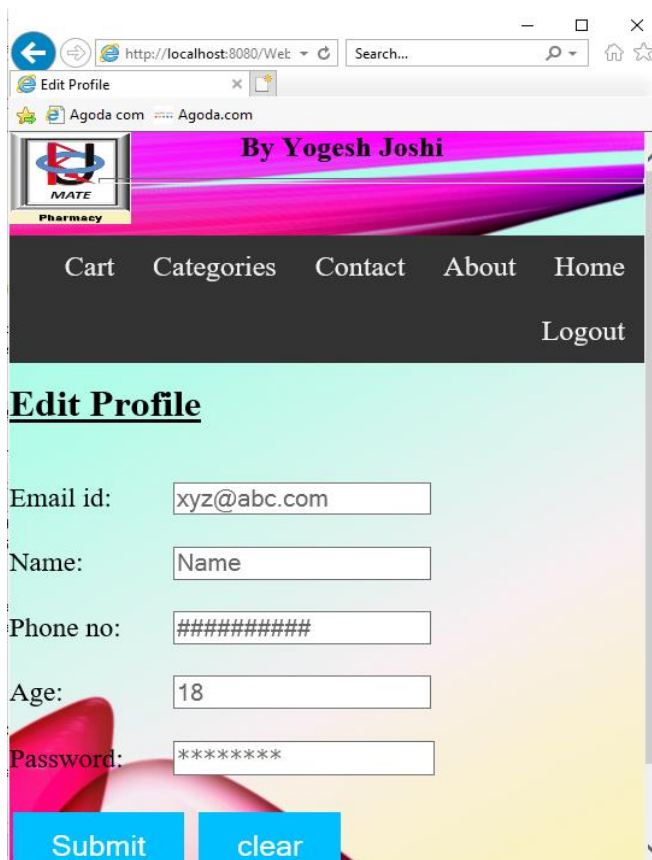 http://localhost:8080/Wet
Search...
Edit Profile
Agoda com
Agoda.com
MATE
Pharmacy
By Yogesh Joshi
Cart Categories Contact About Home
Logout
Edit Profile
Email id: xyz@abc.com
Name: Name
Phone no: ##########
Age: 18
Password: ********
Submit clear